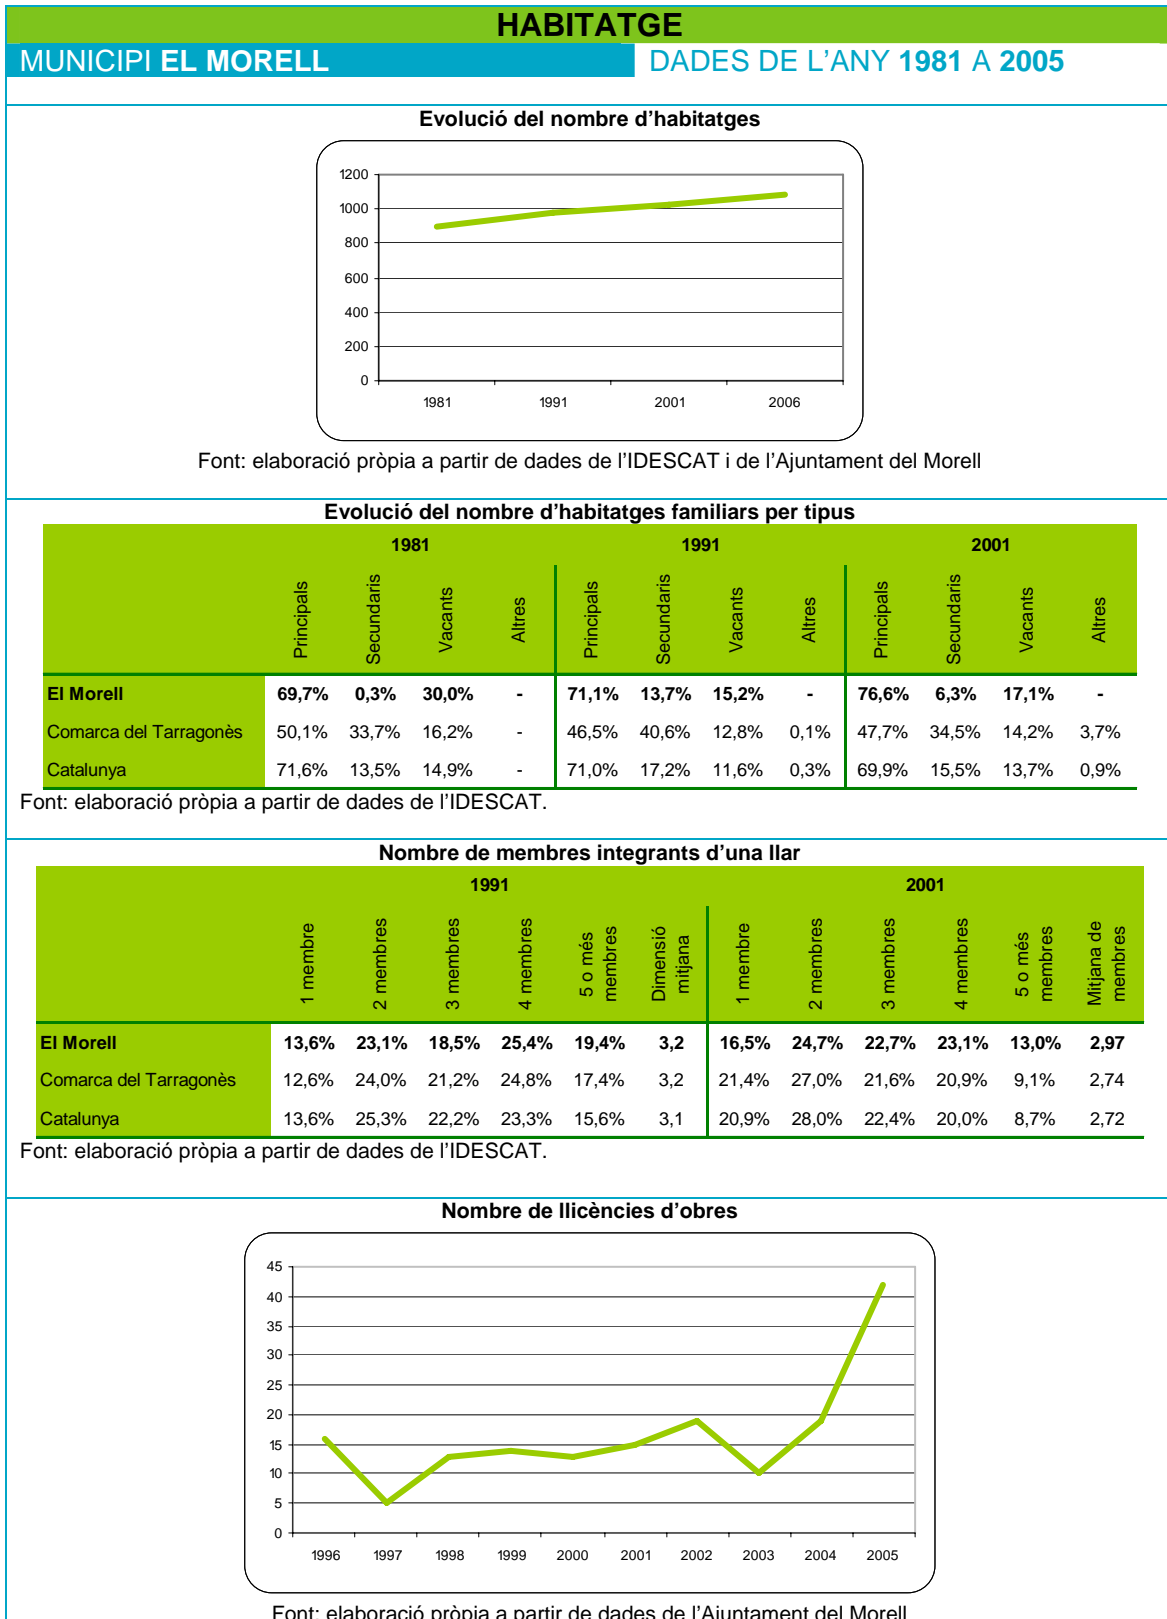 HABITATGE
MUNICIPI EL MORELL DADES DE L'ANY 1981 A 2005
Evolució del nombre d'habitatges
1200
1000
800
600
400
200
0
1981 1991 2001 2006
Font: elaboració pròpia a partir de dades de l'IDESCAT i de l'Ajuntament del Morell
Evolució del nombre d'habitatges familiars per tipus
1981 1991 2001
Principals Secundaris Vacants Altres Principals Secundaris Vacants Altres Principals Secundaris Vacants Altres
El Morell 69,7% 0,3% 30,0% - 71,1% 13,7% 15,2% - 76,6% 6,3% 17,1% -
Comarca del Tarragonès 50,1% 33,7% 16,2% - 46,5% 40,6% 12,8% 0,1% 47,7% 34,5% 14,2% 3,7%
Catalunya 71,6% 13,5% 14,9% - 71,0% 17,2% 11,6% 0,3% 69,9% 15,5% 13,7% 0,9%
Font: elaboració pròpia a partir de dades de l'IDESCAT.
Nombre de membres integrants d'una llar
1991 2001
1 membre 2 membres 3 membres 4 membres 5 o més membres Dimensió mitjana 1 membre 2 membres 3 membres 4 membres 5 o més membres Mitjana de membres
El Morell 13,6% 23,1% 18,5% 25,4% 19,4% 3,2 16,5% 24,7% 22,7% 23,1% 13,0% 2,97
Comarca del Tarragonès 12,6% 24,0% 21,2% 24,8% 17,4% 3,2 21,4% 27,0% 21,6% 20,9% 9,1% 2,74
Catalunya 13,6% 25,3% 22,2% 23,3% 15,6% 3,1 20,9% 28,0% 22,4% 20,0% 8,7% 2,72
Font: elaboració pròpia a partir de dades de l'IDESCAT.
Nombre de llicències d'obres
45
40
35
30
25
20
15
10
5
0
1996 1997 1998 1999 2000 2001 2002 2003 2004 2005
Font: elaboració pròpia a partir de dades de l'Ajuntament del Morell